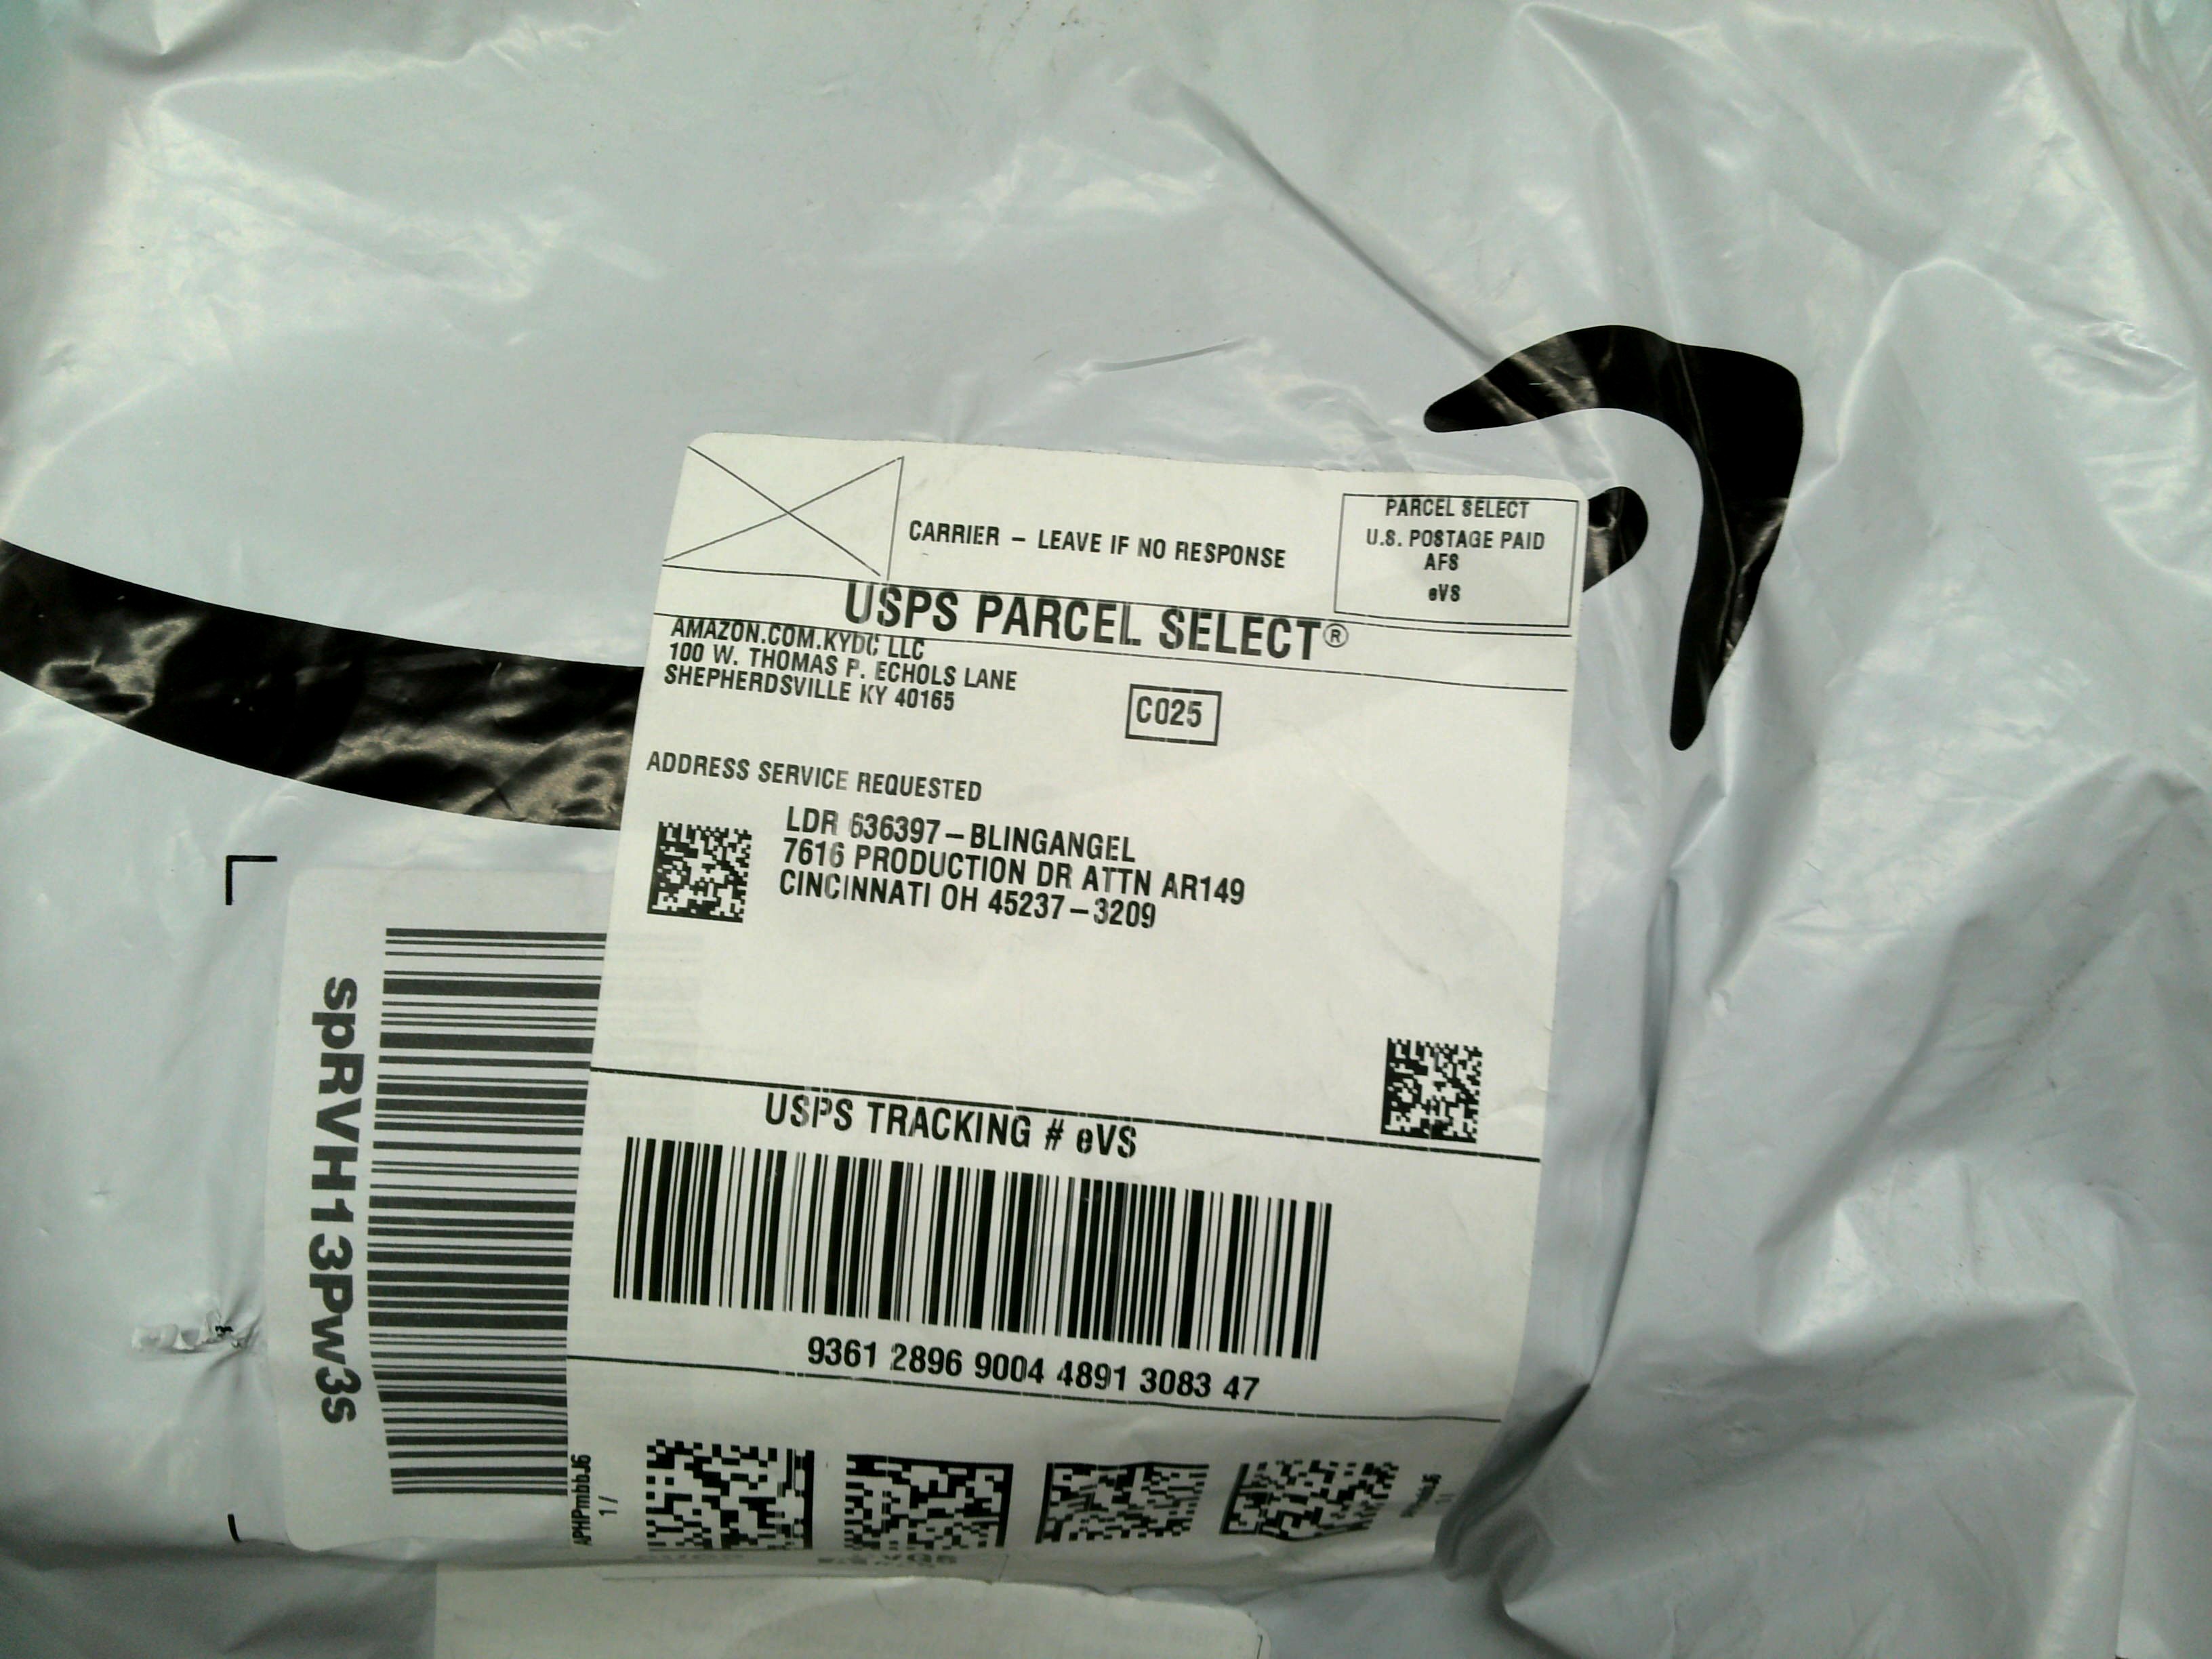 CARRIER – LEAVE IF NO RESPONSE
PARCEL SELECT
U.S. POSTAGE PAID
AFS
eVS
USPS PARCEL SELECT®
AMAZON.COM.KYDC LLC
100 W. THOMAS P. ECHOLS LANE
SHEPHERDSVILLE KY 40165
C025
ADDRESS SERVICE REQUESTED
LDR 636397–BLINGANGEL
7616 PRODUCTION DR ATTN AR149
CINCINNATI OH 45237–3209
USPS TRACKING # eVS
9361 2896 9004 4891 3083 47
spRVH13Pw3s
APHPmbbJ6
1 /